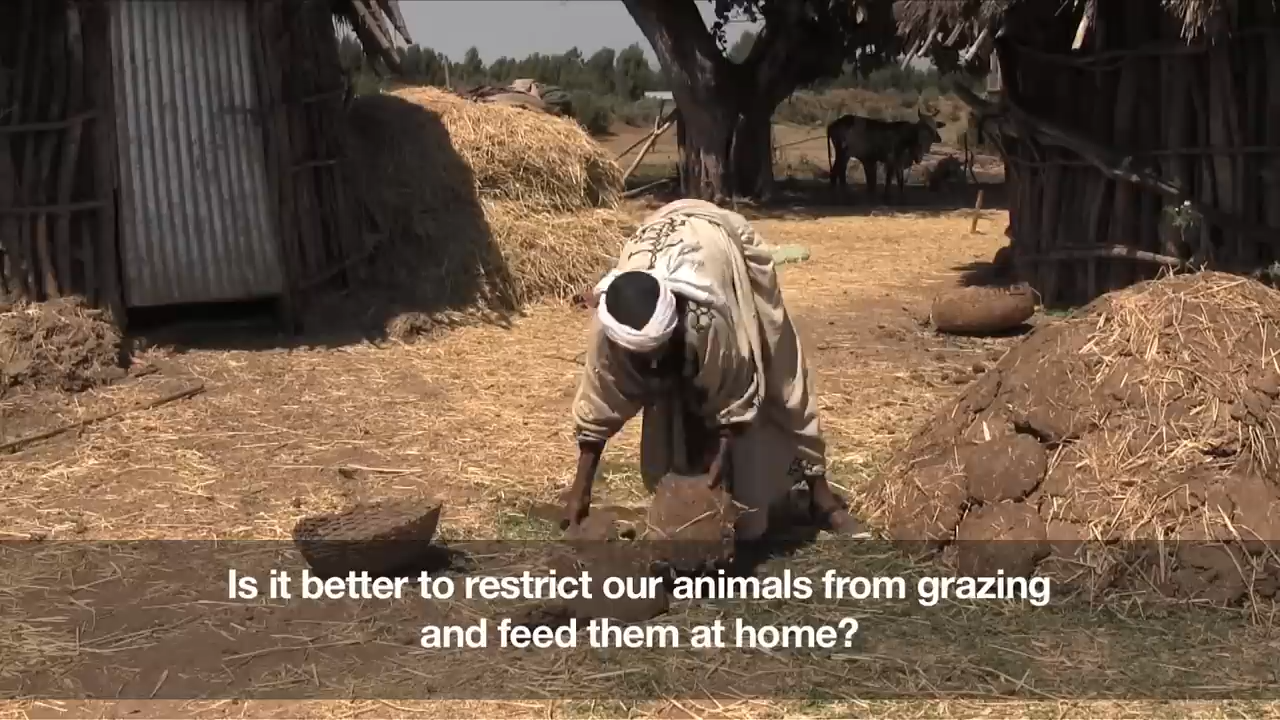 Is it better to restrict our animals from grazing
and feed them at home?